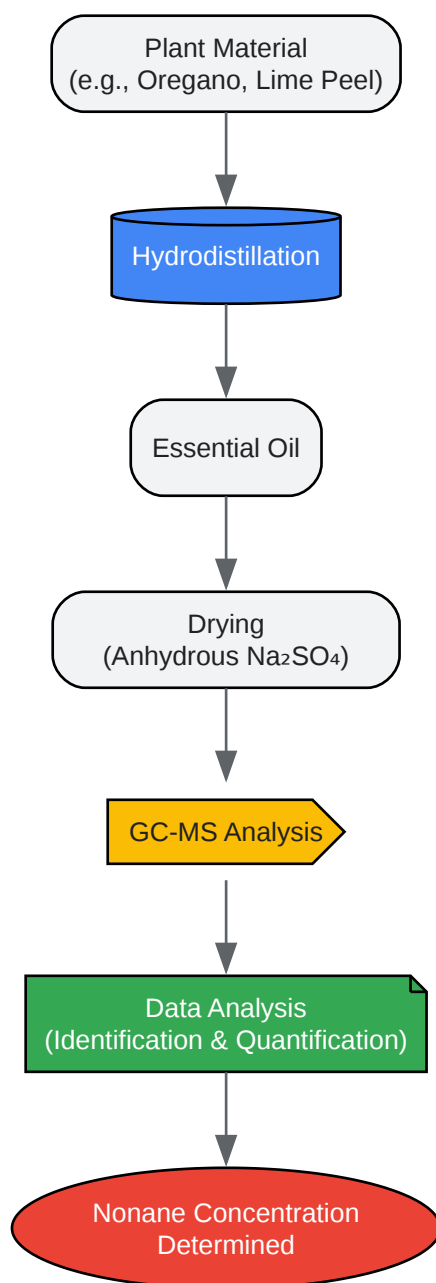 Plant Material
(e.g., Oregano, Lime Peel)
Hydrodistillation
Essential Oil
Drying
(Anhydrous Na₂SO₄)
GC-MS Analysis
Data Analysis
(Identification & Quantification)
Nonane Concentration
Determined